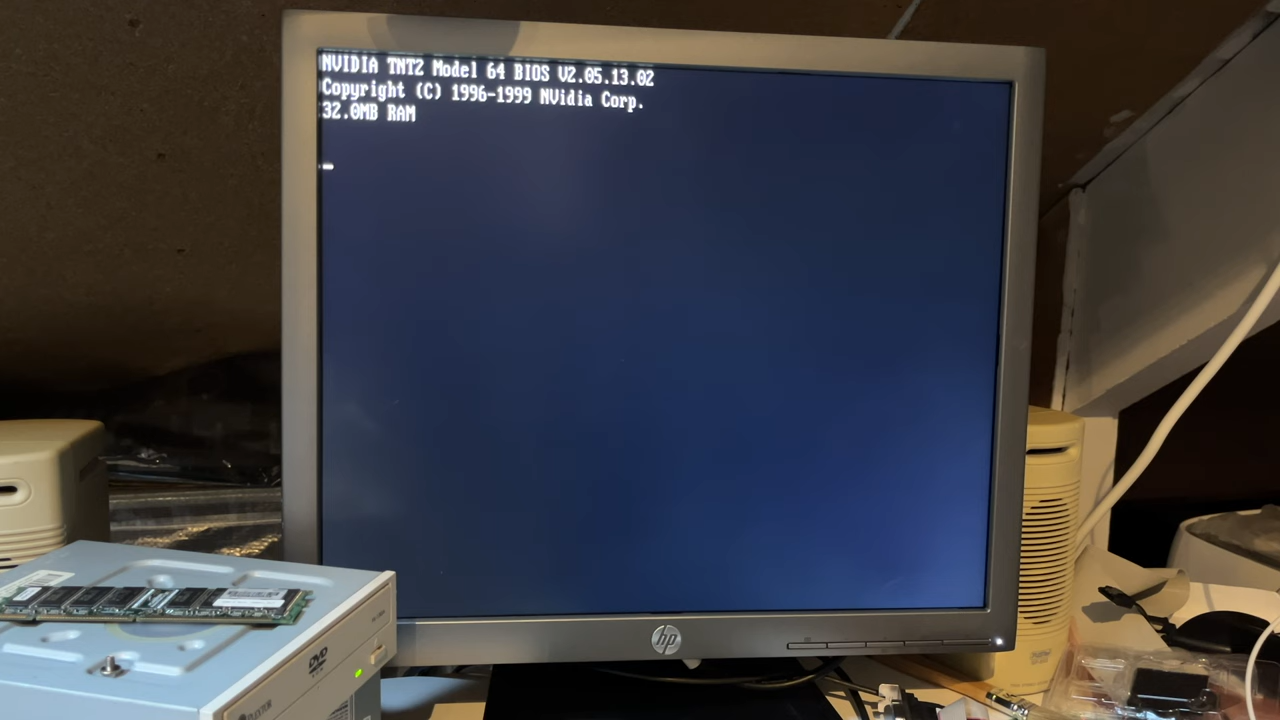 NVIDIA TNT2 Model 64 BIOS V2.05.13.02
Copyright (C) 1996-1999 NVidia Corp.
32.0MB RAM
hp
DVD